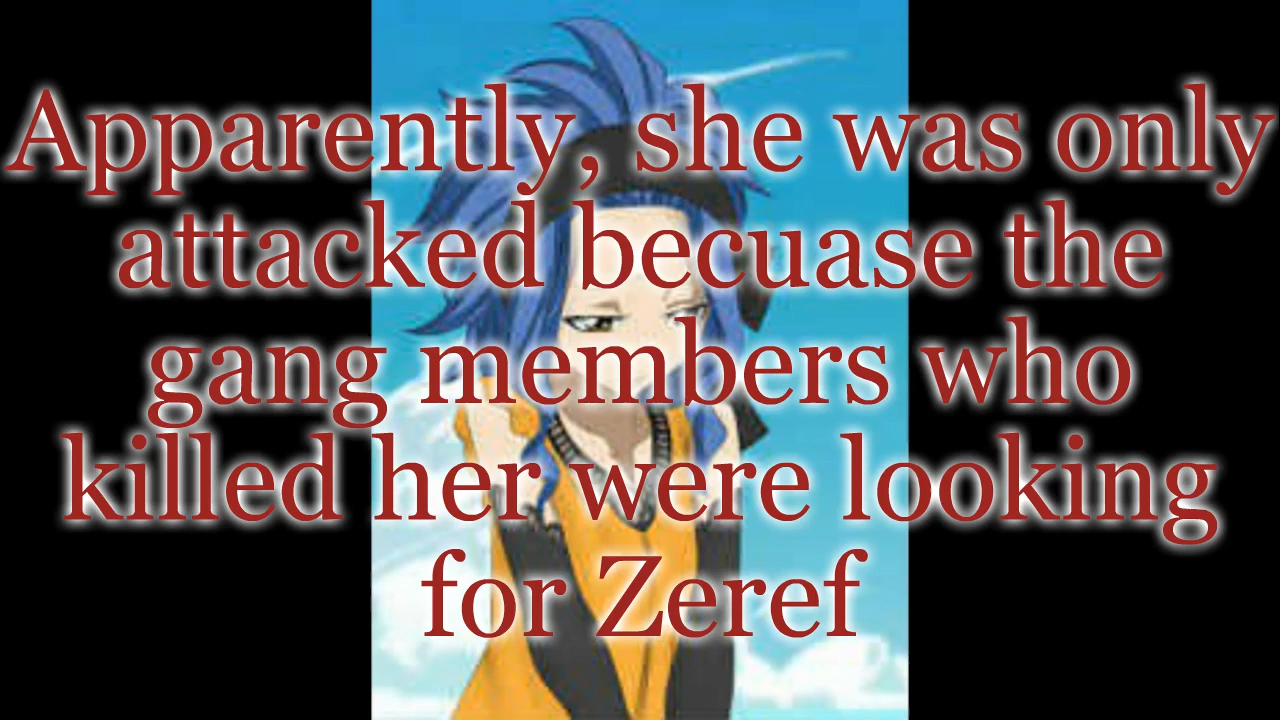 Apparently, she was only
attacked becuase the
gang members who
killed her were looking
for Zeref